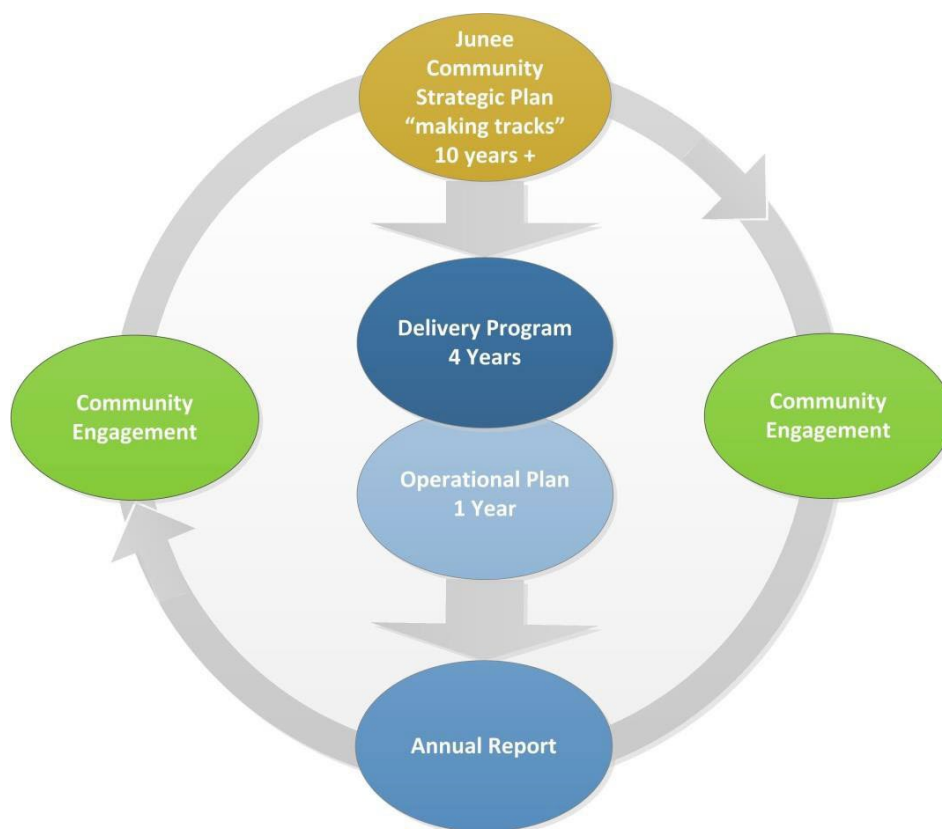 Junee
Community
Strategic Plan
“making tracks”
10 years +
Delivery Program
4 Years
Community
Engagement
Community
Engagement
Operational Plan
1 Year
Annual Report